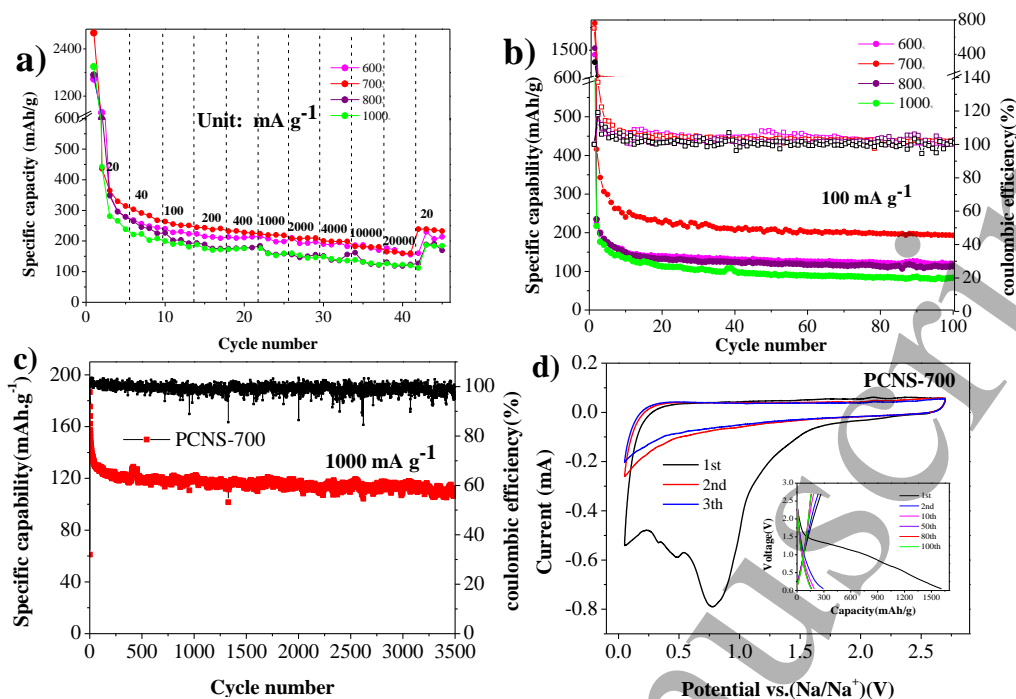 a)
2400
1200
600
500
400
300
200
100
0
0 10 20 30 40
Specific capacity(mAh/g)
Cycle number
600
700
800
1000
Unit: mA g-1
20
40
100
200
400
1000
2000
4000
10000
20000
20
b)
1500
600
500
400
300
200
100
0
0 20 40 60 80 100
800
400
140
120
100
80
60
40
20
0
Specific capability(mAh/g)
coulombic efficiency(%)
Cycle number
600
700
800
1000
100 mA g-1
c)
200
160
120
80
40
0
0 500 1000 1500 2000 2500 3000 3500
100
80
60
40
20
0
Specific capability(mAh.g-1)
coulombic efficiency(%)
Cycle number
PCNS-700
1000 mA g-1
d)
PCNS-700
0.2
0.0
-0.2
-0.4
-0.6
-0.8
0.0 0.5 1.0 1.5 2.0 2.5
Current (mA)
Potential vs.(Na/Na+)(V)
1st
2nd
3th
3.0
2.5
2.0
1.5
1.0
0.5
0.0
0 300 600 900 1200 1500
Voltage(V)
Capacity(mAh/g)
1st
2nd
10th
50th
80th
100th
uscri